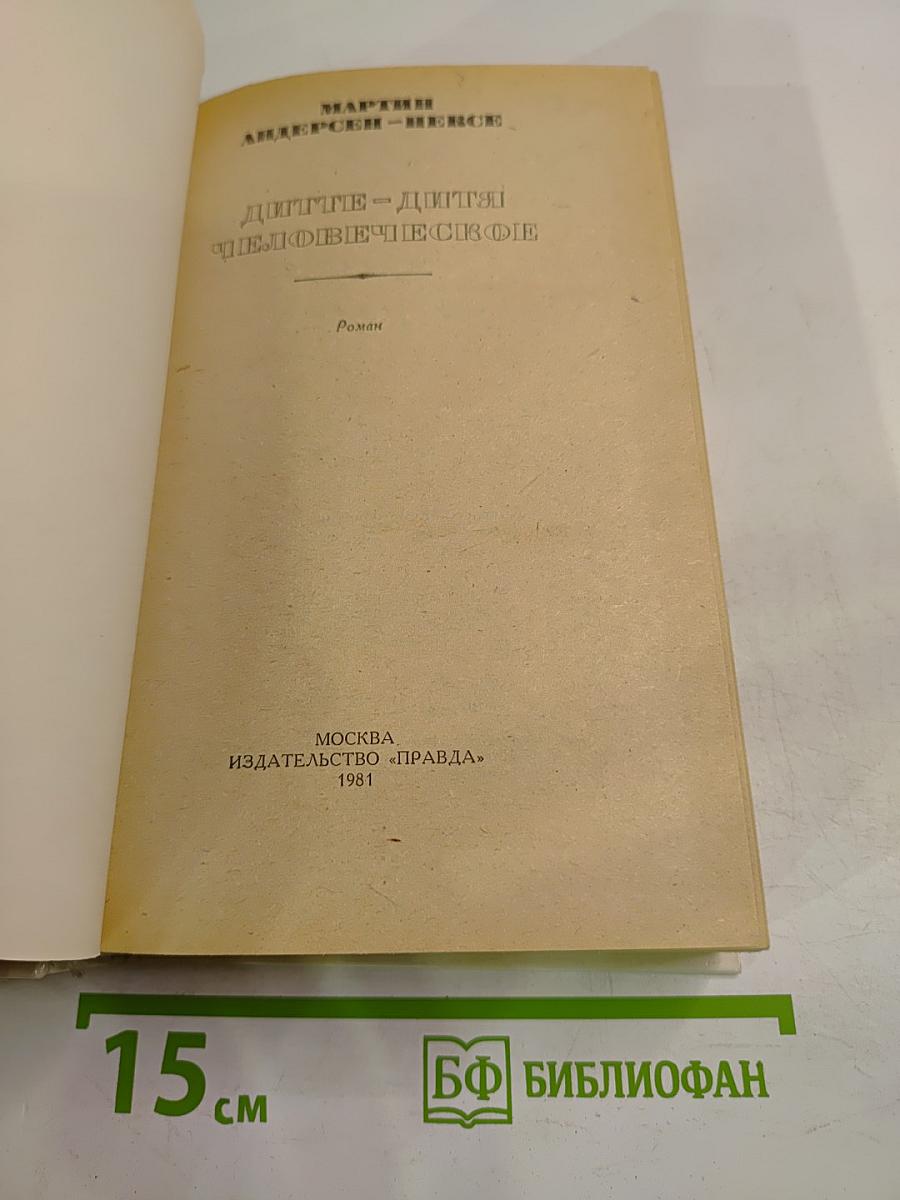 МАРТИН
АНДЕРСЕН-НЕКСЕ
ДИТТЕ-ДИТЯ
ЧЕЛОВЕЧЕСКОЕ
Роман
МОСКВА
ИЗДАТЕЛЬСТВО «ПРАВДА»
1981
15 см
БФ БИБЛИОФАН